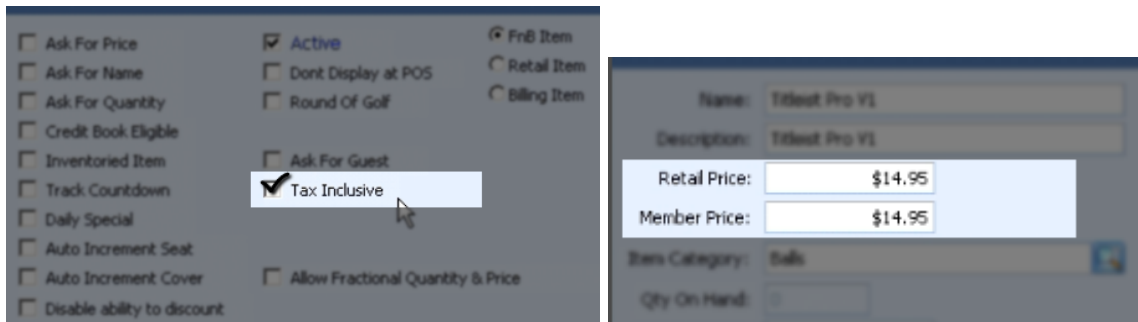 Ask For Price
Ask For Name
Ask For Quantity
Credit Book Eligible
Inventoried Item
Track Countdown
Daily Special
Auto Increment Seat
Auto Increment Cover
Disable ability to discount
Active
Dont Display at POS
Round Of Golf
Ask For Guest
Tax Inclusive
Allow Fractional Quantity & Price
FnB Item
Retail Item
Billing Item
Name: Titleist Pro V1
Description: Titleist Pro V1
Retail Price: $14.95
Member Price: $14.95
Item Category: Balls
Qty On Hand: 0